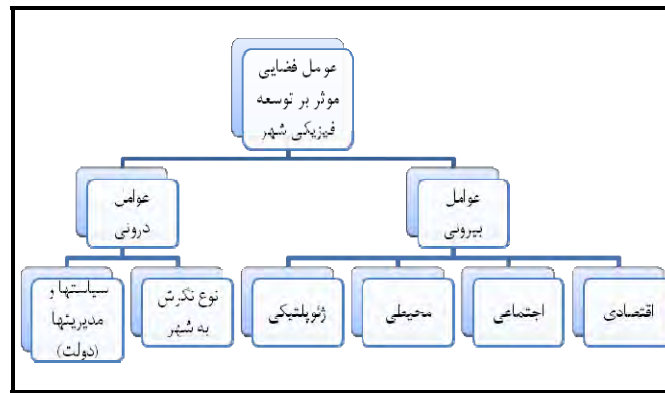 عومل فضایی
موثر بر توسعه
فیزیکی شهر
عوامل
بیرونی
عوامل
درونی
اقتصادی
اجتماعی
محیطی
ژئوپلتیکی
نوع نگرش
به شهر
سیاستها و
مدیریتها
(دولت)